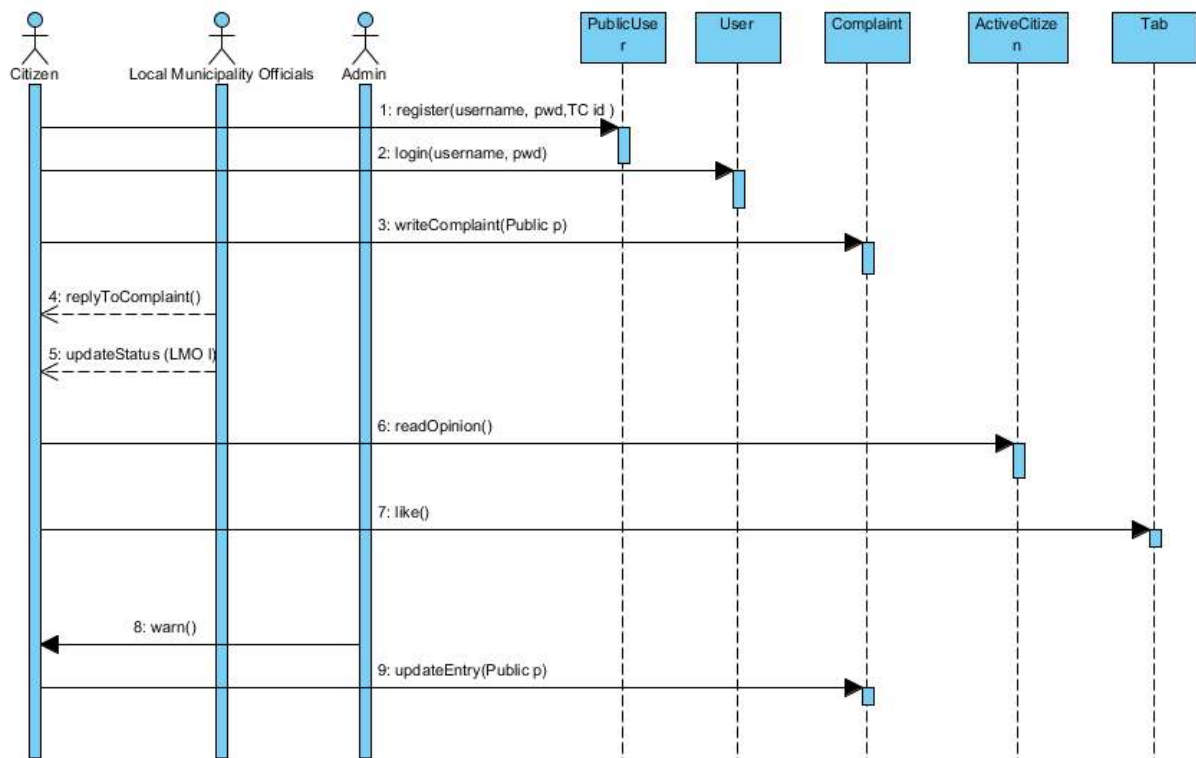 PublicUse
r
User
Complaint
ActiveCitize
n
Tab
Citizen
Local Municipality Officials
Admin
1: register(username, pwd,TC id )
2: login(username, pwd)
3: writeComplaint(Public p)
4: replyToComplaint()
5: updateStatus (LMO l)
6: readOpinion()
7: like()
8: warn()
9: updateEntry(Public p)